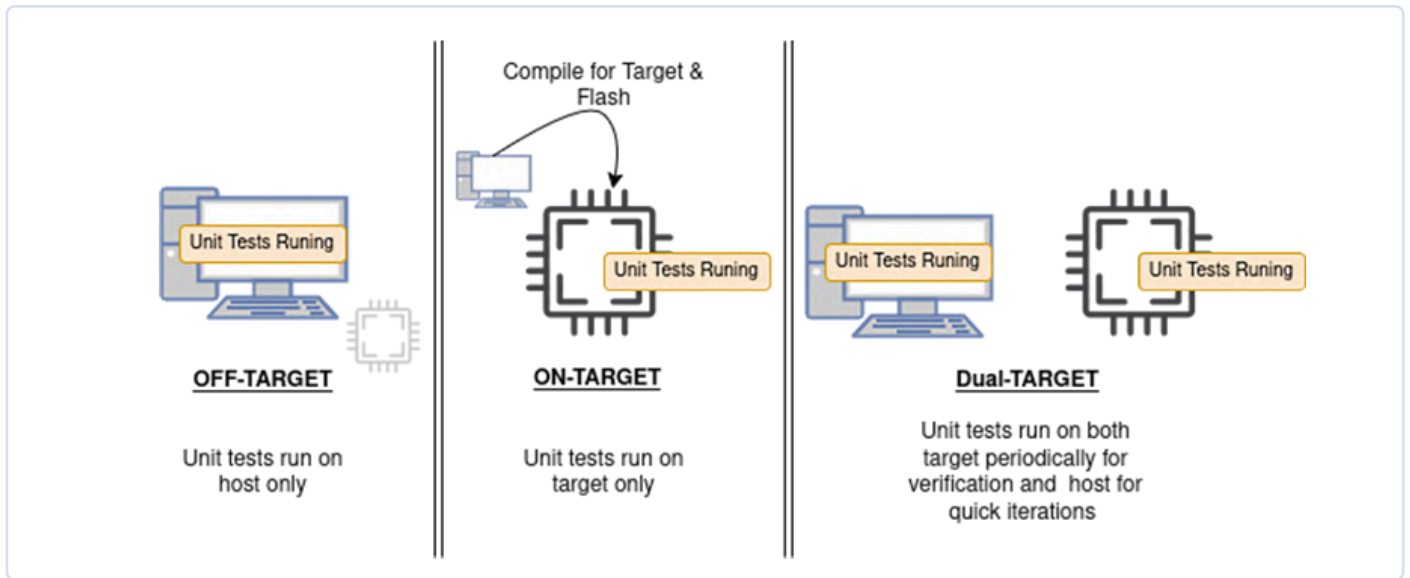 Unit Tests Runing
OFF-TARGET
Unit tests run on
host only
Compile for Target &
Flash
Unit Tests Runing
ON-TARGET
Unit tests run on
target only
Unit Tests Runing
Unit Tests Runing
Dual-TARGET
Unit tests run on both
target periodically for
verification and host for
quick iterations